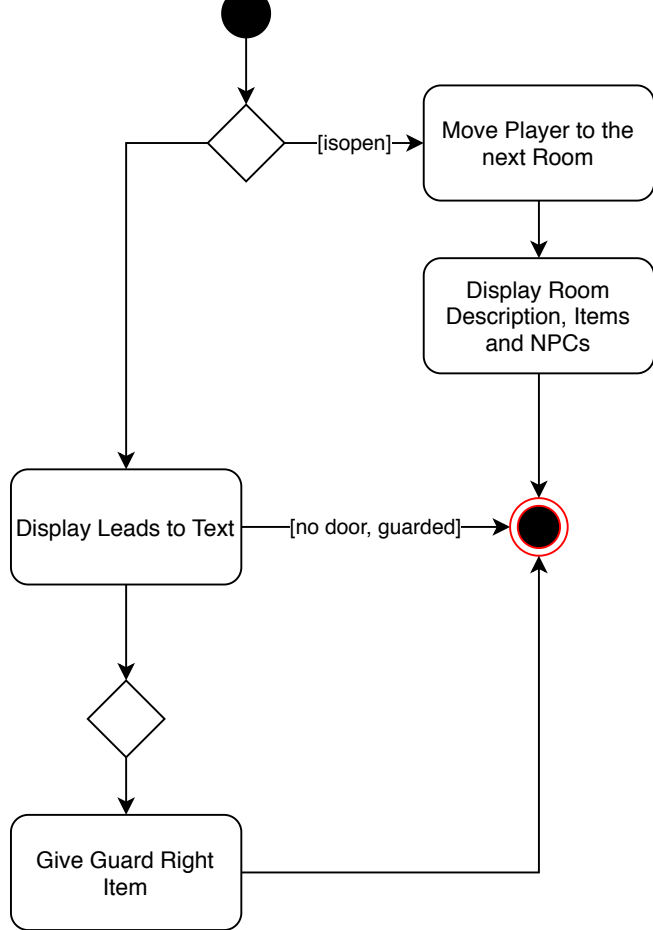 [isopen]
Move Player to the
next Room
Display Room
Description, Items
and NPCs
Display Leads to Text
[no door, guarded]
Give Guard Right
Item